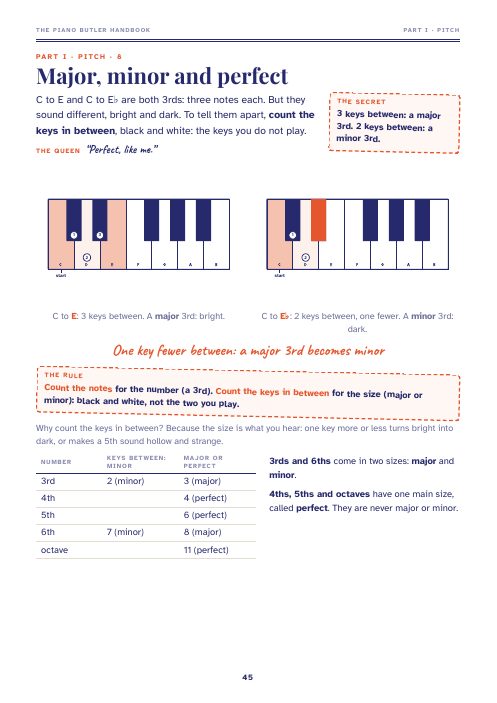 THE PIANO BUTLER HANDBOOK
PART I · PITCH
PART I · PITCH · 8
Major, minor and perfect
C to E and C to E♭ are both 3rds: three notes each. But they
sound different, bright and dark. To tell them apart, count the
keys in between, black and white: the keys you do not play.
THE QUEEN "Perfect, like me."
THE SECRET
3 keys between: a major
3rd. 2 keys between: a
minor 3rd.
1 3
2
C D E F G A B
start
1
2
C D E F G A B
start
C to E: 3 keys between. A major 3rd: bright.
C to E♭: 2 keys between, one fewer. A minor 3rd:
dark.
One key fewer between: a major 3rd becomes minor
THE RULE
Count the notes for the number (a 3rd). Count the keys in between for the size (major or
minor): black and white, not the two you play.
Why count the keys in between? Because the size is what you hear: one key more or less turns bright into
dark, or makes a 5th sound hollow and strange.
NUMBER KEYS BETWEEN: MAJOR OR
MINOR PERFECT
3rd 2 (minor) 3 (major)
4th 4 (perfect)
5th 6 (perfect)
6th 7 (minor) 8 (major)
octave 11 (perfect)
3rds and 6ths come in two sizes: major and
minor.
4ths, 5ths and octaves have one main size,
called perfect. They are never major or minor.
45